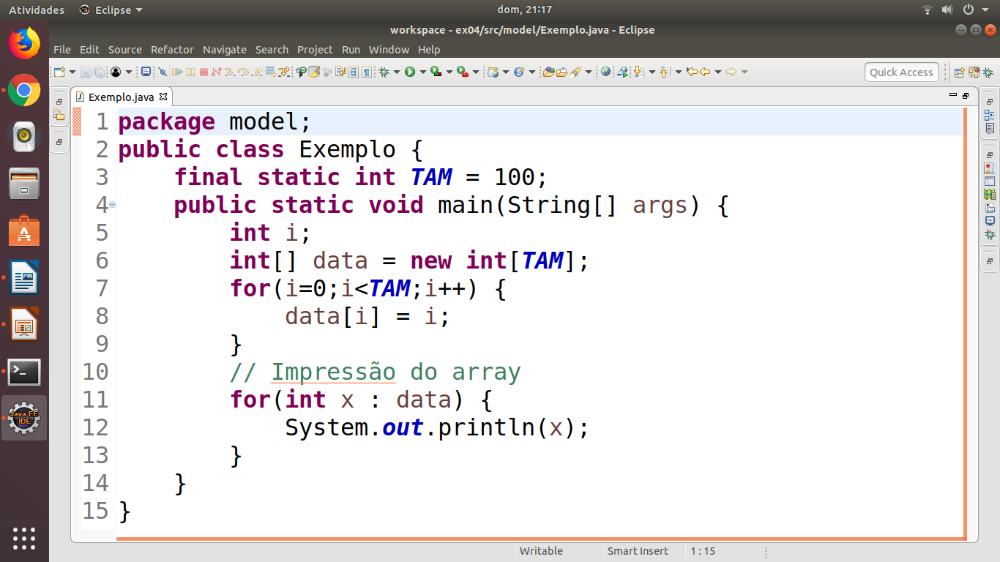 Atividades Eclipse dom, 21:17
workspace - ex04/src/model/Exemplo.java - Eclipse
File Edit Source Refactor Navigate Search Project Run Window Help
Quick Access
Exemplo.java
1 package model;
2 public class Exemplo {
3 final static int TAM = 100;
4 public static void main(String[] args) {
5 int i;
6 int[] data = new int[TAM];
7 for(i=0;i<TAM;i++) {
8 data[i] = i;
9 }
10 // Impressão do array
11 for(int x : data) {
12 System.out.println(x);
13 }
14 }
15 }
Java EE
IDE
Writable Smart Insert 1 : 15